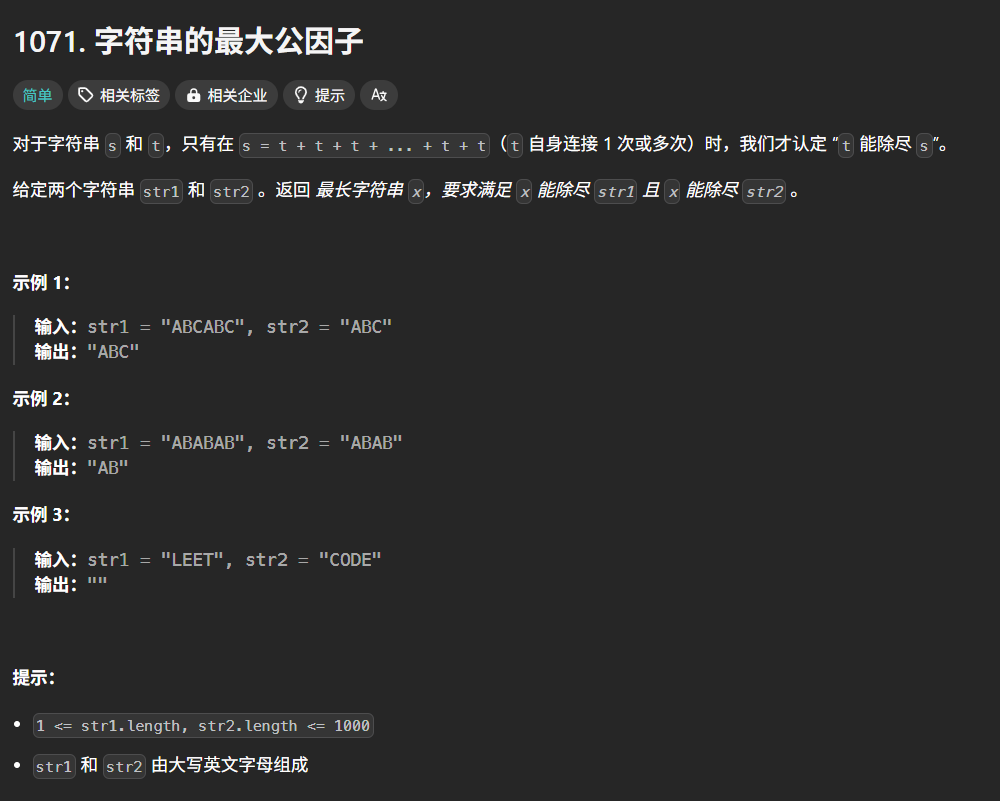 1071. 字符串的最大公因子
简单 相关标签 相关企业 提示 Ax
对于字符串 s 和 t，只有在 s = t + t + t + ... + t + t（t 自身连接 1 次或多次）时，我们才认定 “t 能除尽 s”。
给定两个字符串 str1 和 str2 。返回 最长字符串 x，要求满足 x 能除尽 str1 且 x 能除尽 str2 。
示例 1：
输入：str1 = "ABCABC", str2 = "ABC"
输出："ABC"
示例 2：
输入：str1 = "ABABAB", str2 = "ABAB"
输出："AB"
示例 3：
输入：str1 = "LEET", str2 = "CODE"
输出：""
提示：
• 1 <= str1.length, str2.length <= 1000
• str1 和 str2 由大写英文字母组成